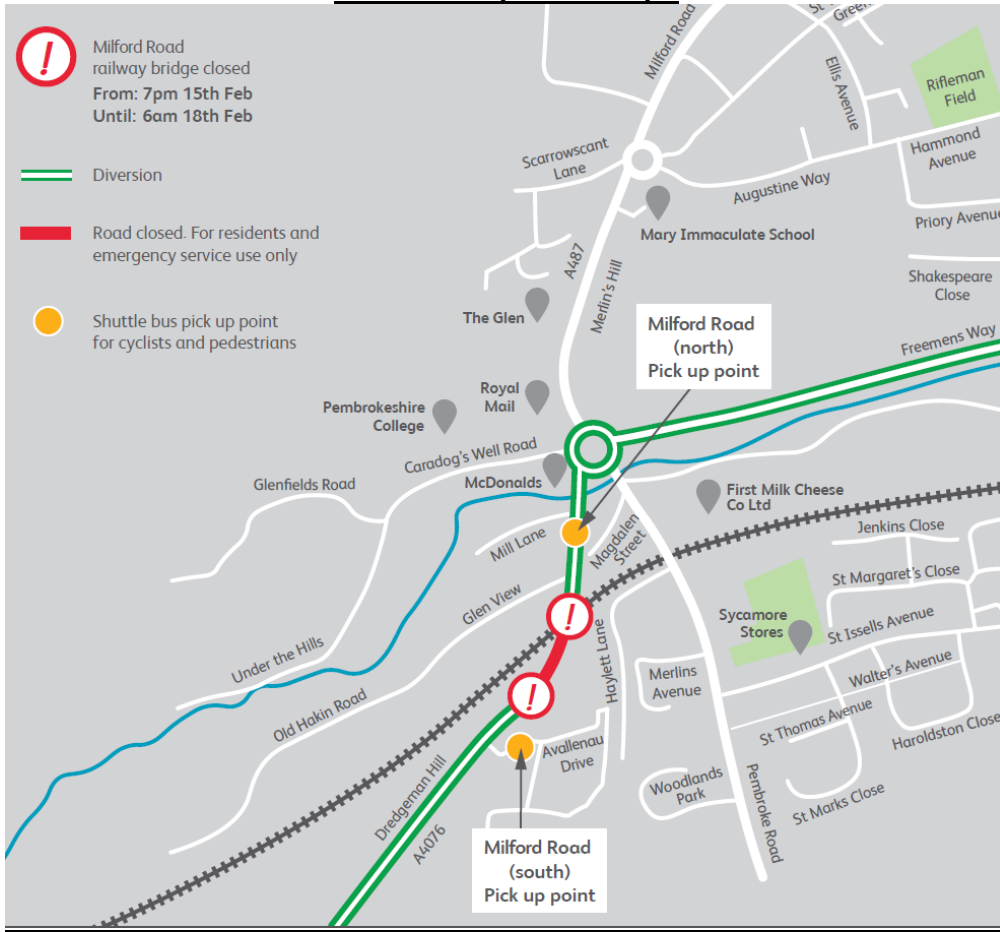 !
Milford Road
railway bridge closed
From: 7pm 15th Feb
Until: 6am 18th Feb
Diversion
Road closed. For residents and
emergency service use only
Shuttle bus pick up point
for cyclists and pedestrians
Milford Road
Green
Ellis Avenue
Rifleman
Field
Hammond
Avenue
Scarrowscant
Lane
Augustine Way
Priory Avenue
Mary Immaculate School
A487
Merlin's Hill
Shakespeare
Close
The Glen
Milford Road
(north)
Pick up point
Freemens Way
Royal
Mail
Pembrokeshire
College
Caradog's Well Road
McDonalds
Glenfields Road
First Milk Cheese
Co Ltd
Mill Lane
Magdalen
Street
Jenkins Close
St Margaret's Close
Glen View
!
Sycamore
Stores
St Issells Avenue
Haylett Lane
Under the Hills
Merlins
Avenue
Walter's Avenue
!
Old Hakin Road
St Thomas Avenue
Haroldston Close
Avallenau
Drive
Dredgeman Hill
A4076
Woodlands
Park
Pembroke Road
St Marks Close
Milford Road
(south)
Pick up point